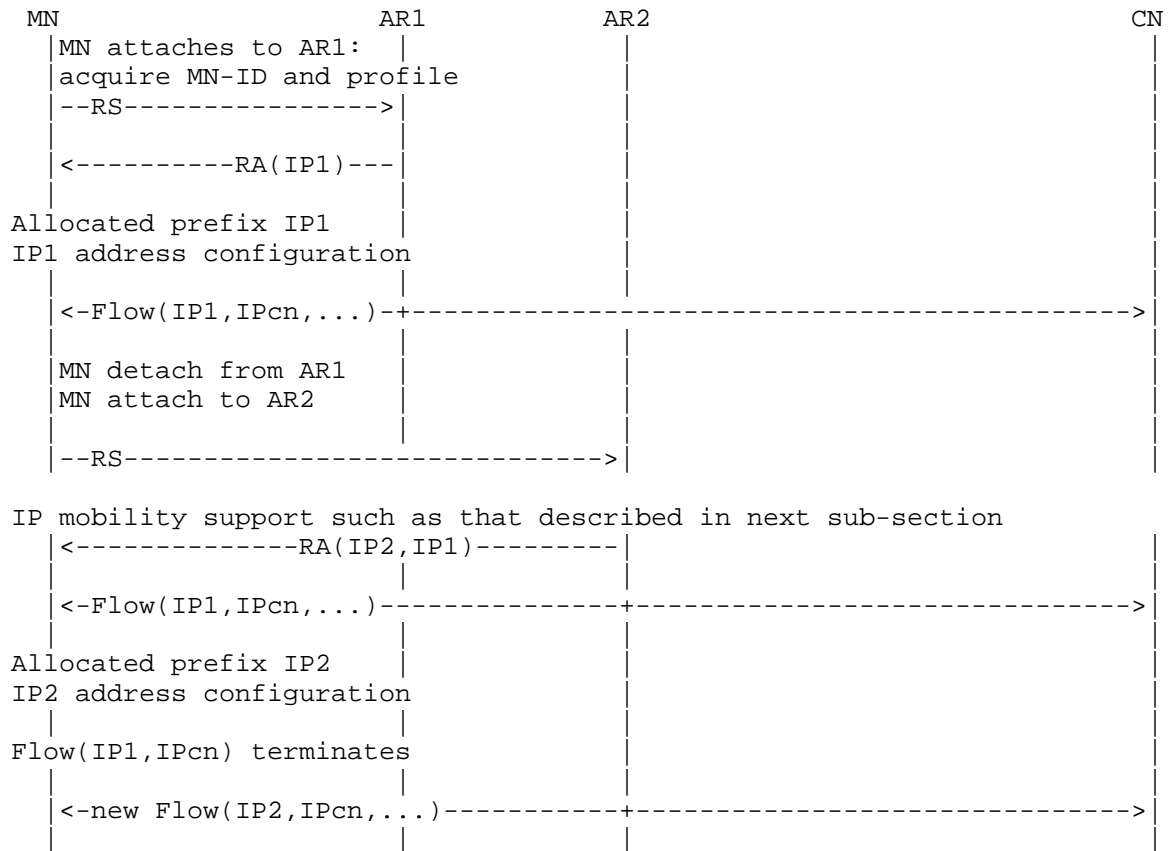 MN AR1 AR2 CN
|MN attaches to AR1: | | |
|acquire MN-ID and profile | |
|--RS---------------->| | |
| | | |
|<----------RA(IP1)---| | |
| | | |
Allocated prefix IP1 | | |
IP1 address configuration | |
| | | |
|<-Flow(IP1,IPcn,...)-+--------------------------------------------->|
| | | |
|MN detach from AR1 | | |
|MN attach to AR2 | | |
| | | |
|--RS------------------------------>| |
IP mobility support such as that described in next sub-section
|<--------------RA(IP2,IP1)---------| |
| | | |
|<-Flow(IP1,IPcn,...)---------------+------------------------------->|
| | | |
Allocated prefix IP2 | | |
IP2 address configuration | |
| | | |
Flow(IP1,IPcn) terminates | |
| | | |
|<-new Flow(IP2,IPcn,...)-----------+------------------------------->|
| | | |